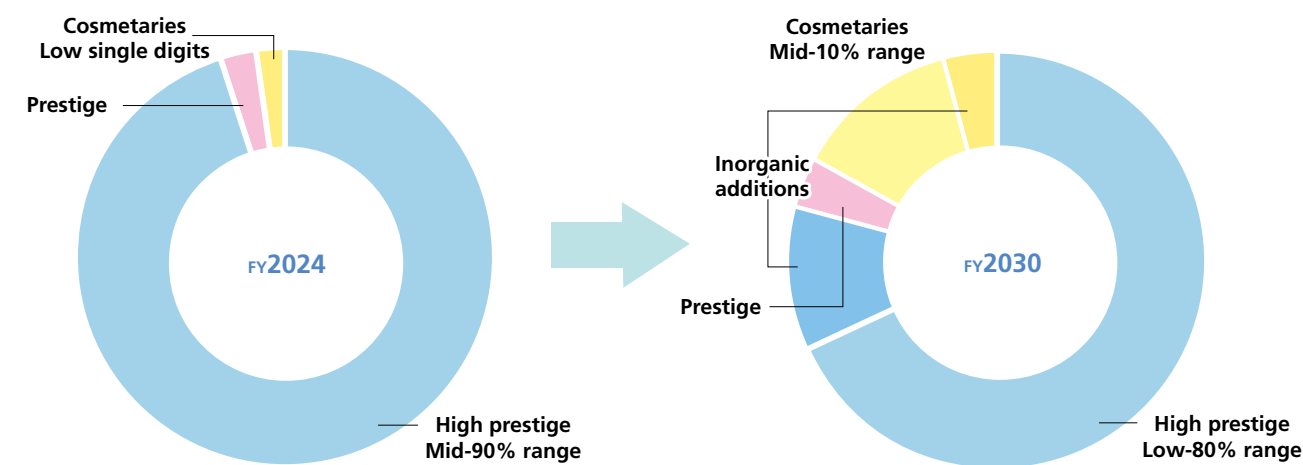 Cosmetaries
Low single digits
Prestige
FY2024
High prestige
Mid-90% range
Cosmetaries
Mid-10% range
Inorganic
additions
Prestige
FY2030
High prestige
Low-80% range